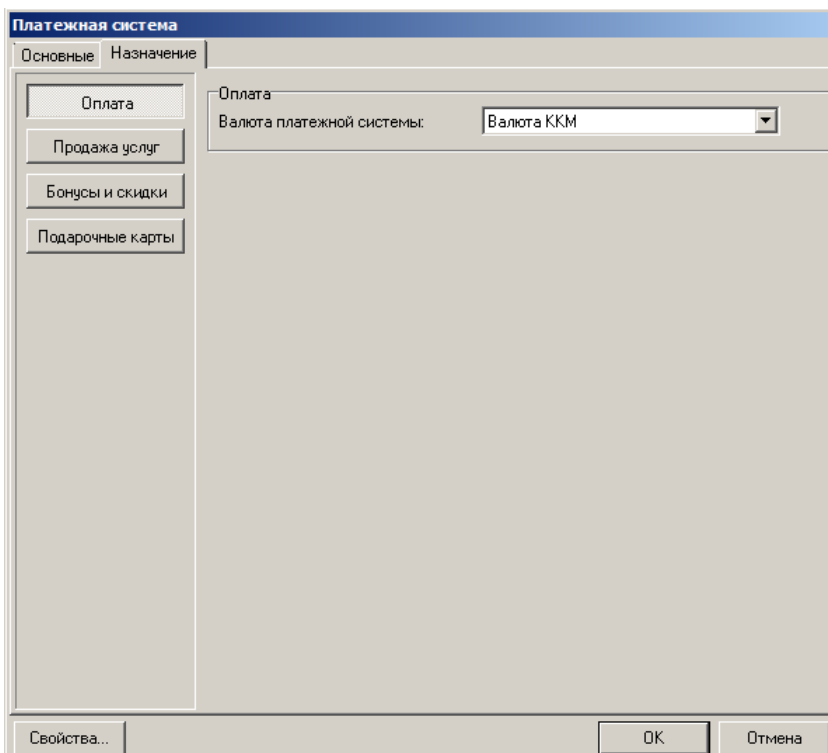 Платежная система
Основные Назначение
Оплата
Продажа услуг
Бонусы и скидки
Подарочные карты
Оплата
Валюта платежной системы: Валюта ККМ
Свойства... OK Отмена